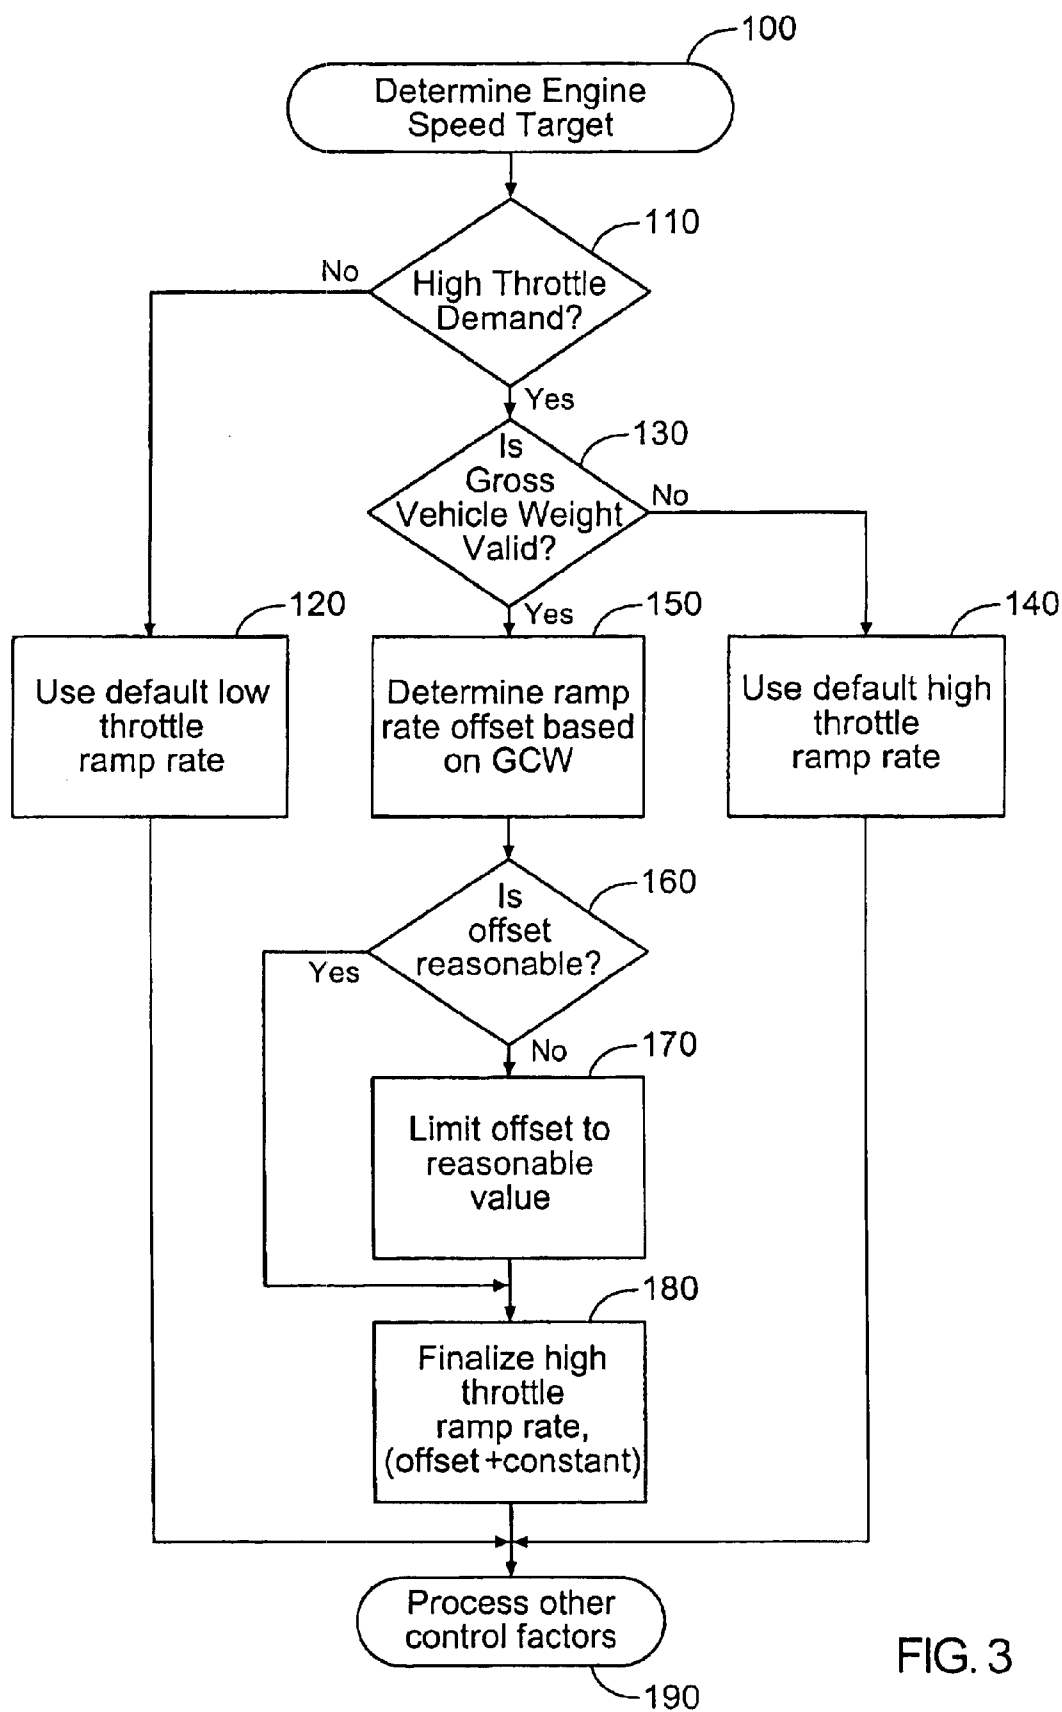 100
Determine Engine
Speed Target
110
No
High Throttle
Demand?
Yes
130
Is
Gross
Vehicle Weight
Valid?
No
Yes
120
150
140
Use default low
throttle
ramp rate
Determine ramp
rate offset based
on GCW
Use default high
throttle
ramp rate
160
Is
offset
reasonable?
Yes
No
170
Limit offset to
reasonable
value
180
Finalize high
throttle
ramp rate,
(offset+constant)
Process other
control factors
190
FIG. 3